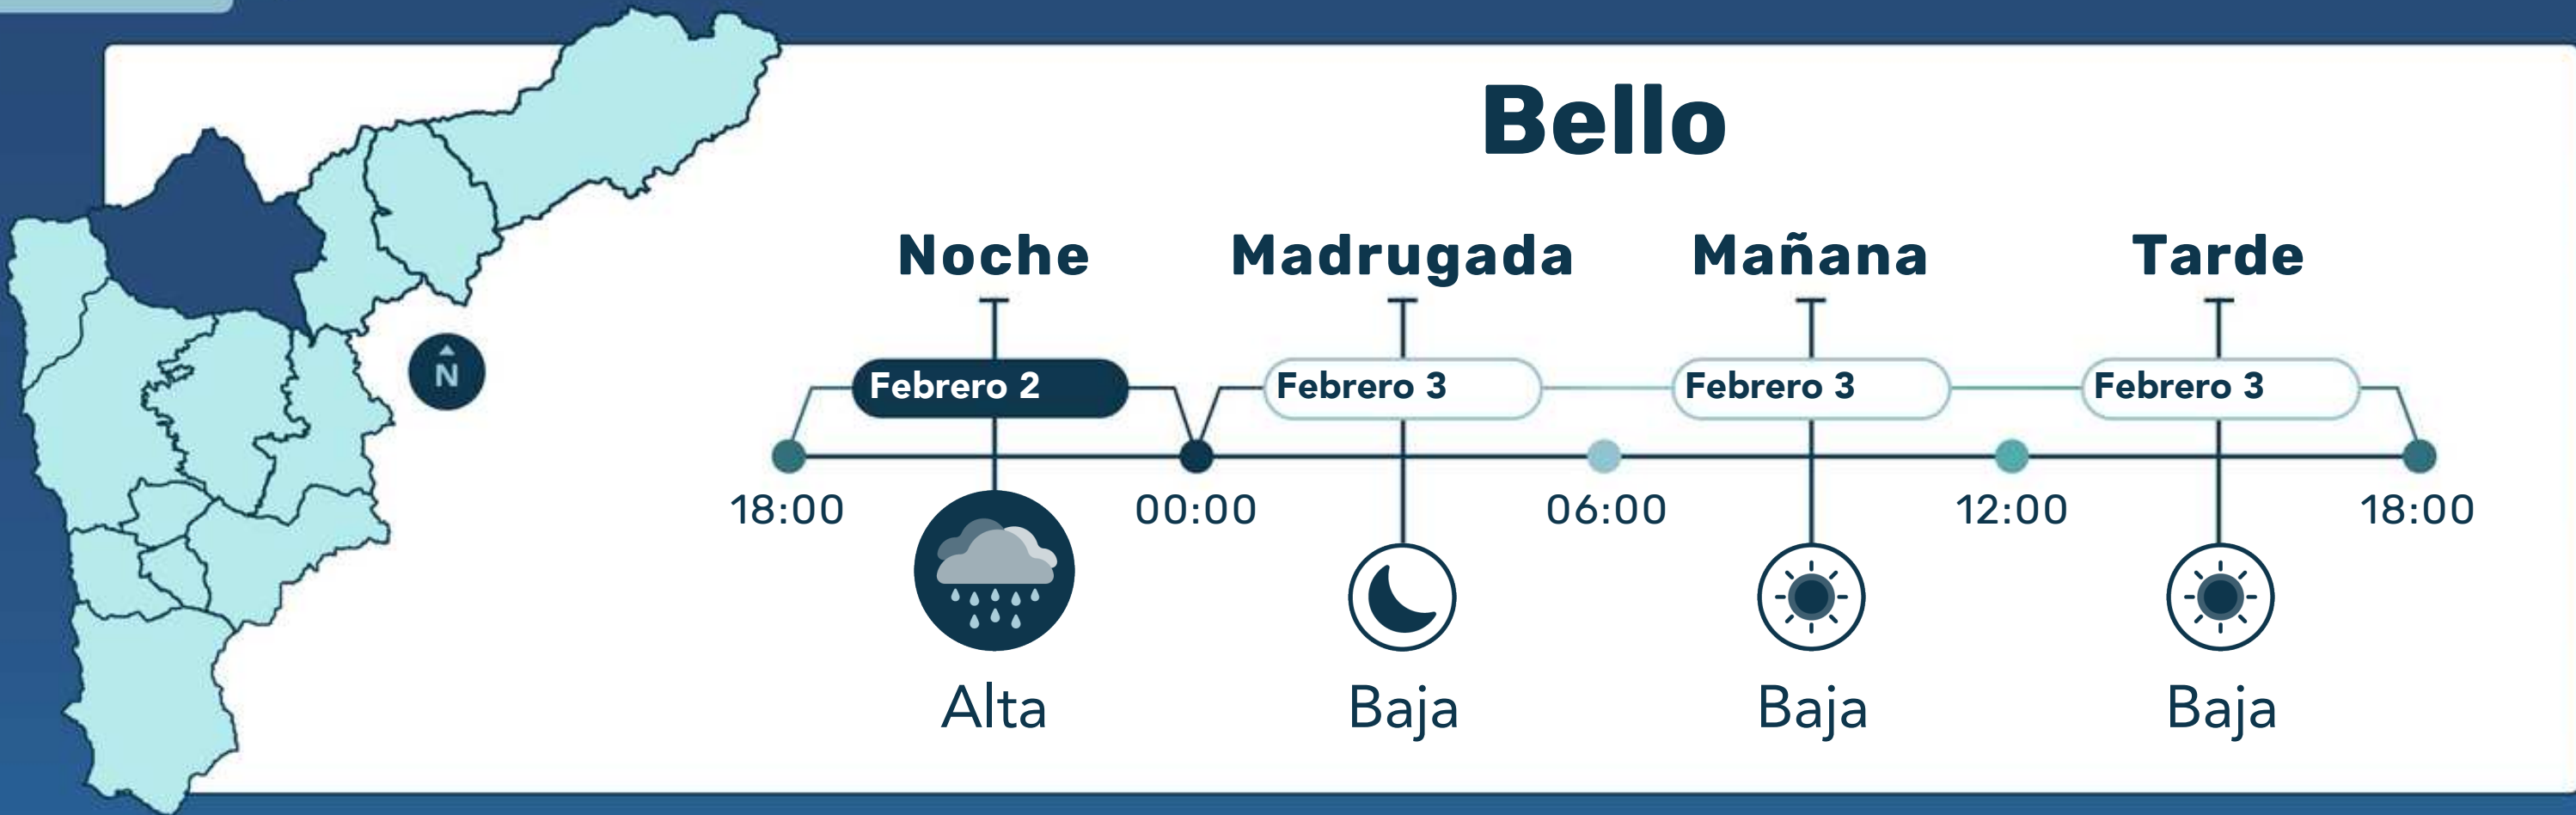 Bello
Noche Madrugada Mañana Tarde
Febrero 2 Febrero 3 Febrero 3 Febrero 3
N
18:00 00:00 06:00 12:00 18:00
Alta Baja Baja Baja